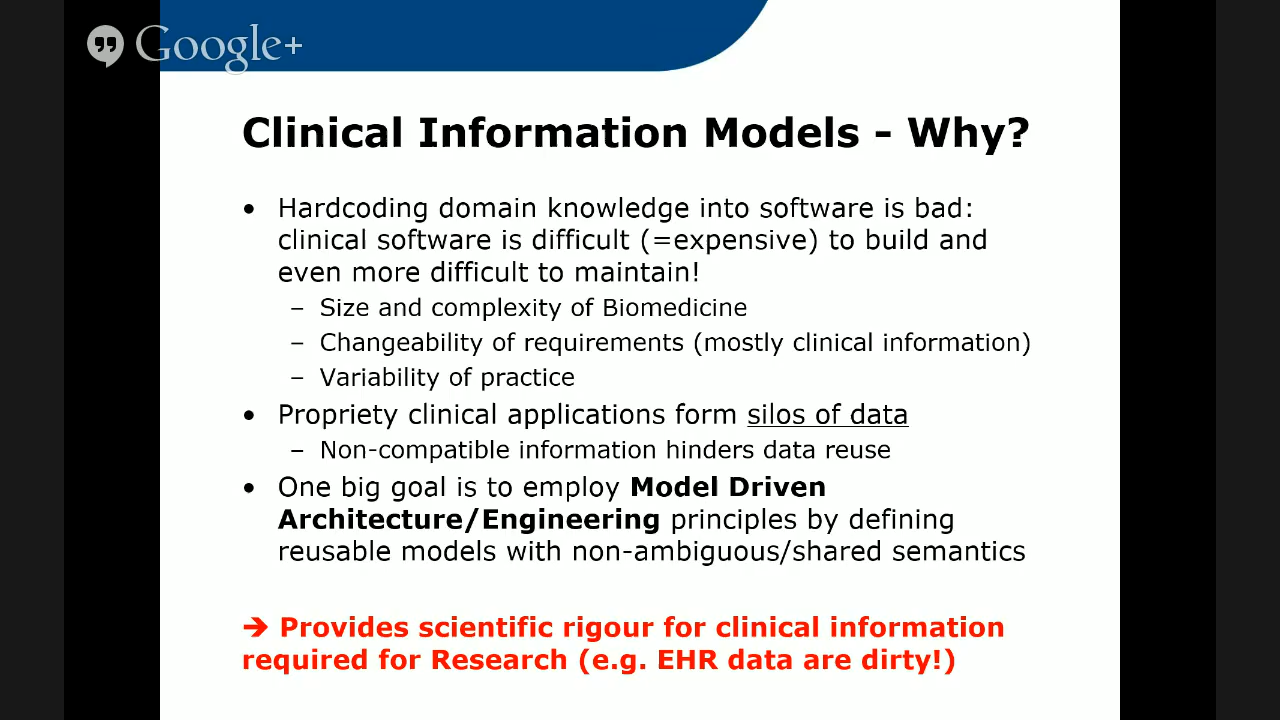 Google+
Clinical Information Models - Why?
• Hardcoding domain knowledge into software is bad:
clinical software is difficult (=expensive) to build and
even more difficult to maintain!
– Size and complexity of Biomedicine
– Changeability of requirements (mostly clinical information)
– Variability of practice
• Propriety clinical applications form silos of data
– Non-compatible information hinders data reuse
• One big goal is to employ Model Driven
Architecture/Engineering principles by defining
reusable models with non-ambiguous/shared semantics
➔ Provides scientific rigour for clinical information
required for Research (e.g. EHR data are dirty!)